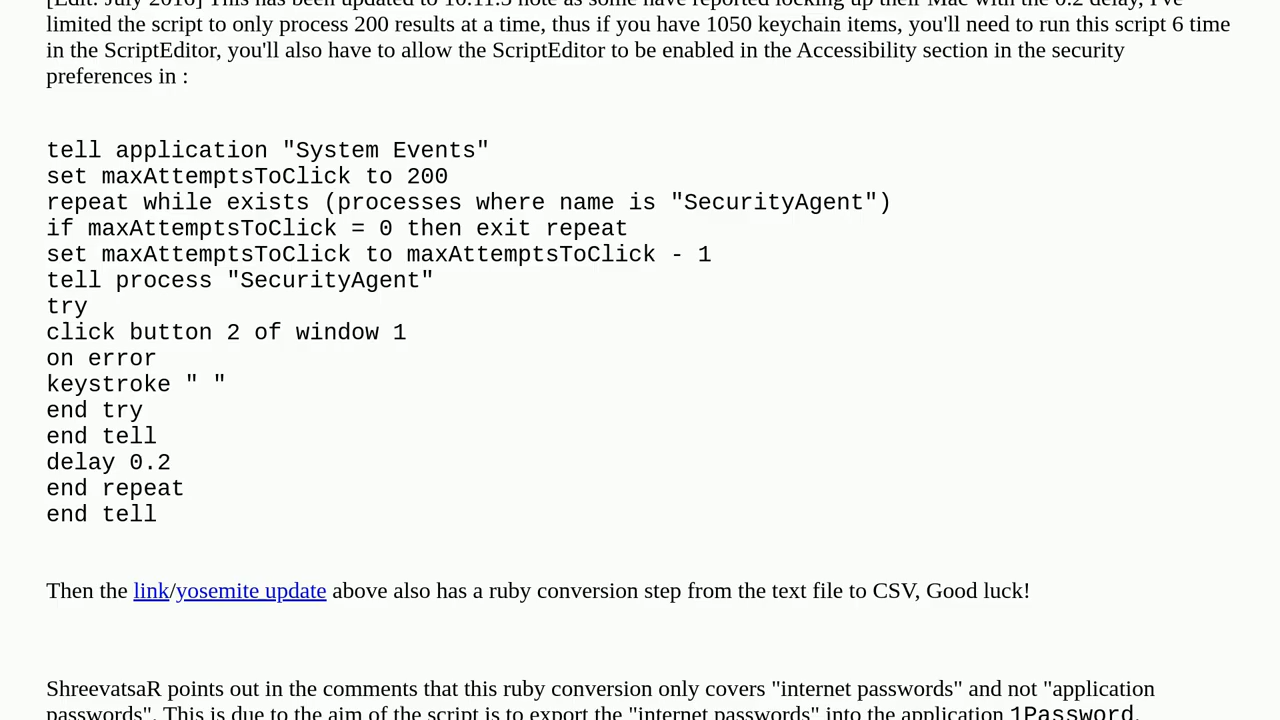 [Edit: July 2016] This has been updated to 10.11.5 note as some have reported locking up their Mac with the 0.2 delay, I've
limited the script to only process 200 results at a time, thus if you have 1050 keychain items, you'll need to run this script 6 time
in the ScriptEditor, you'll also have to allow the ScriptEditor to be enabled in the Accessibility section in the security
preferences in :
tell application "System Events"
set maxAttemptsToClick to 200
repeat while exists (processes where name is "SecurityAgent")
if maxAttemptsToClick = 0 then exit repeat
set maxAttemptsToClick to maxAttemptsToClick - 1
tell process "SecurityAgent"
try
click button 2 of window 1
on error
keystroke " "
end try
end tell
delay 0.2
end repeat
end tell
Then the link/yosemite update above also has a ruby conversion step from the text file to CSV, Good luck!
ShreevatsaR points out in the comments that this ruby conversion only covers "internet passwords" and not "application
passwords". This is due to the aim of the script is to export the "internet passwords" into the application 1Password.